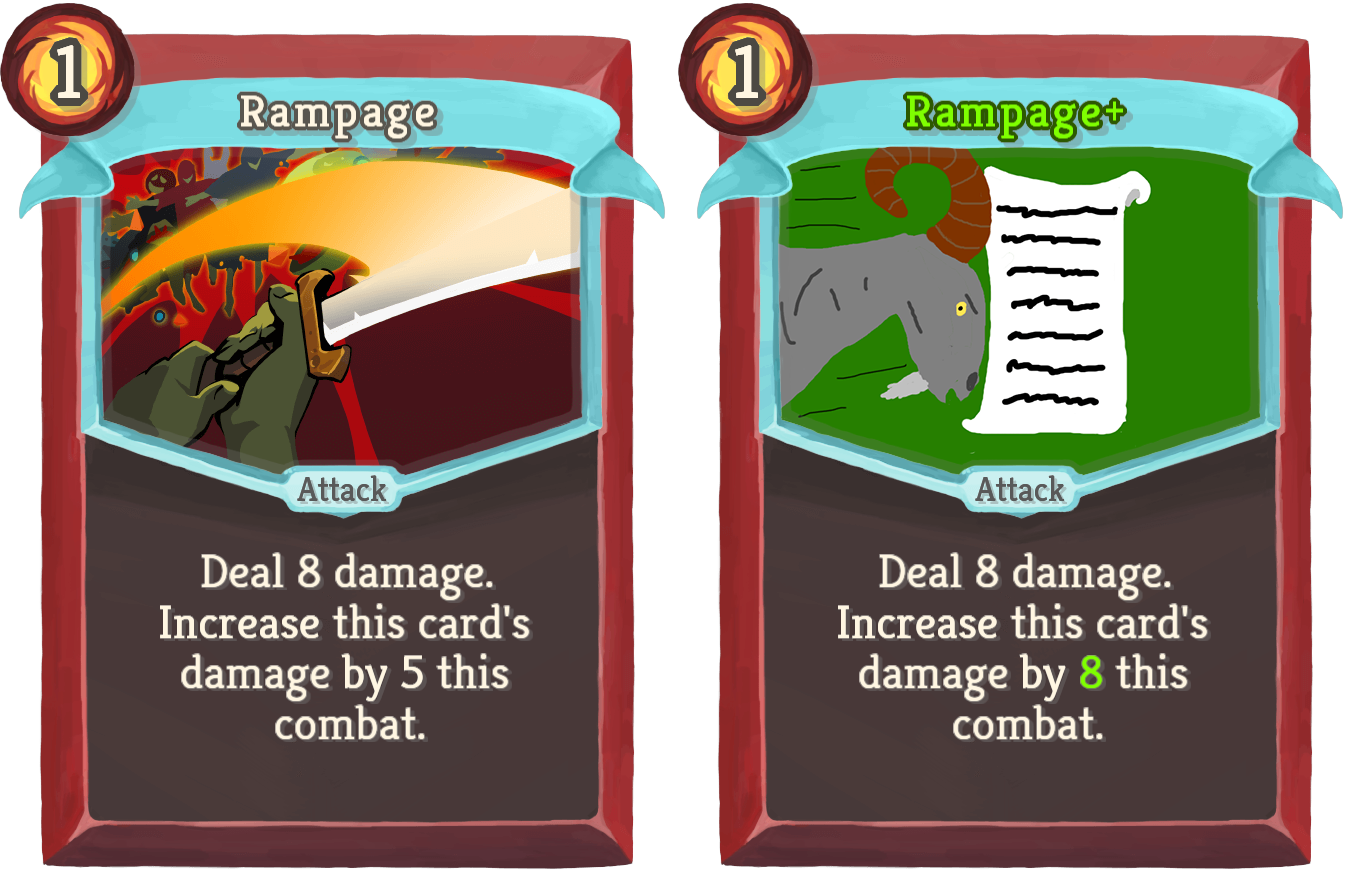 1
Rampage
Attack
Deal 8 damage.
Increase this card's
damage by 5 this
combat.
1
Rampage+
Attack
Deal 8 damage.
Increase this card's
damage by 8 this
combat.